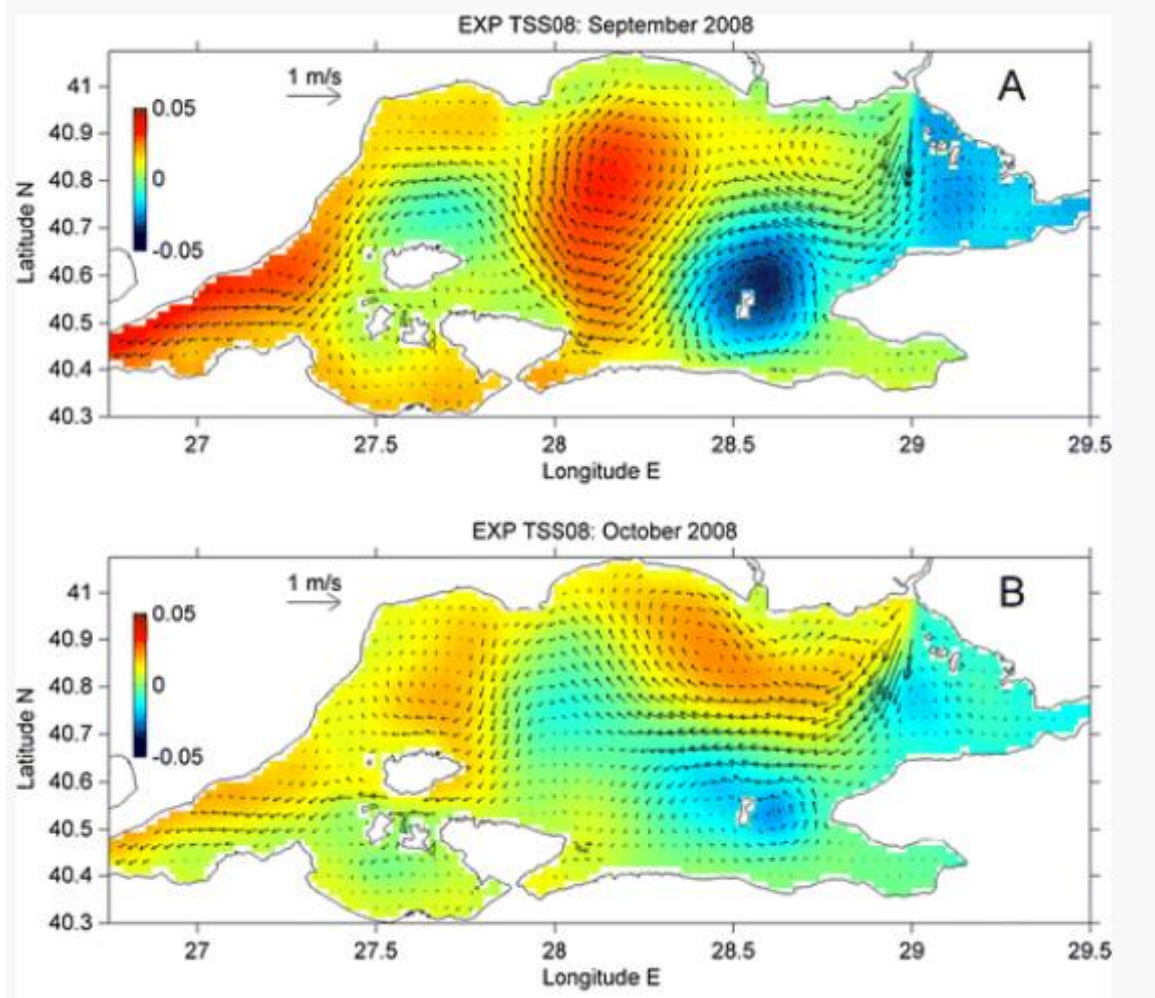 EXP TSS08: September 2008
A
1 m/s
0.05
0
-0.05
41
40.9
40.8
40.7
40.6
40.5
40.4
40.3
Latitude N
27 27.5 28 28.5 29 29.5
Longitude E
EXP TSS08: October 2008
B
1 m/s
0.05
0
-0.05
41
40.9
40.8
40.7
40.6
40.5
40.4
40.3
Latitude N
27 27.5 28 28.5 29 29.5
Longitude E